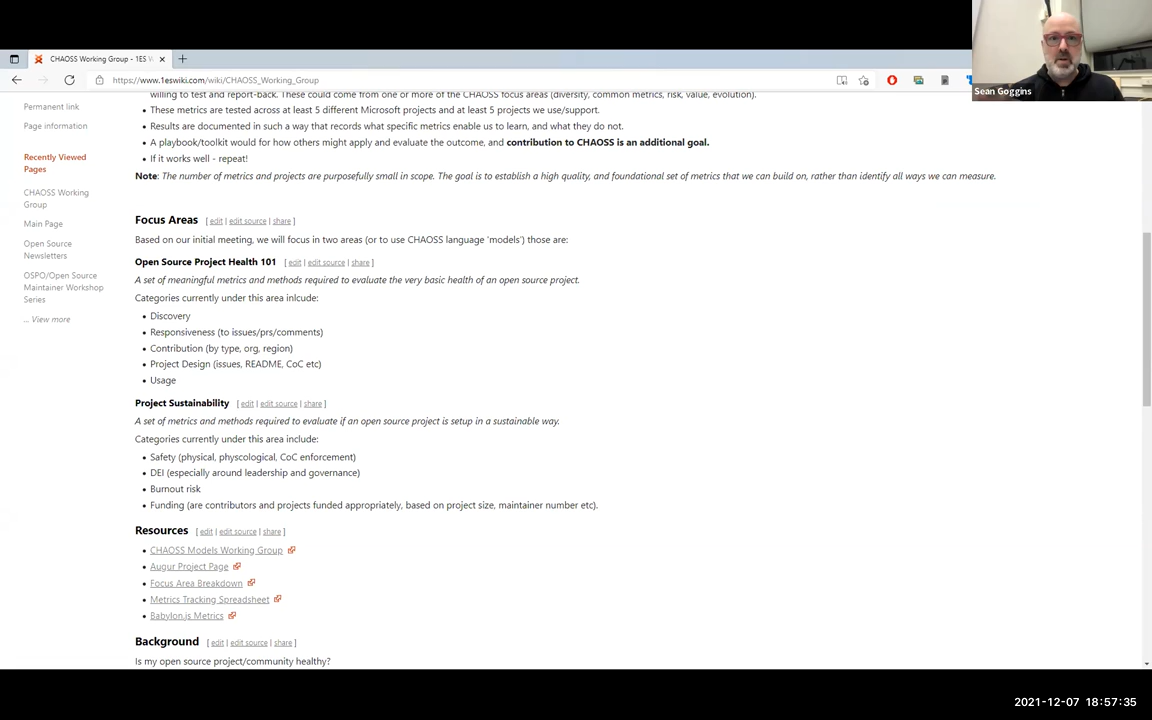 CHAOSS Working Group - 1ES W
https://www.1eswiki.com/wiki/CHAOSS_Working_Group
Sean Goggins
Permanent link
Page information
Recently Viewed
Pages
CHAOSS Working
Group
Main Page
Open Source
Newsletters
OSPO/Open Source
Maintainer Workshop
Series
... View more
willing to test and report-back. These could come from one or more of the CHAOSS focus areas (diversity, common metrics, risk, value, evolution).
• These metrics are tested across at least 5 different Microsoft projects and at least 5 projects we use/support.
• Results are documented in such a way that records what specific metrics enable us to learn, and what they do not.
• A playbook/toolkit would for how others might apply and evaluate the outcome, and contribution to CHAOSS is an additional goal.
• If it works well - repeat!
Note: The number of metrics and projects are purposefully small in scope. The goal is to establish a high quality, and foundational set of metrics that we can build on, rather than identify all ways we can measure.
Focus Areas [ edit | edit source | share ]
Based on our initial meeting, we will focus in two areas (or to use CHAOSS language 'models') those are:
Open Source Project Health 101 [ edit | edit source | share ]
A set of meaningful metrics and methods required to evaluate the very basic health of an open source project.
Categories currently under this area inlcude:
• Discovery
• Responsiveness (to issues/prs/comments)
• Contribution (by type, org, region)
• Project Design (issues, README, CoC etc)
• Usage
Project Sustainability [ edit | edit source | share ]
A set of metrics and methods required to evaluate if an open source project is setup in a sustainable way.
Categories currently under this area include:
• Safety (physical, physcological, CoC enforcement)
• DEI (especially around leadership and governance)
• Burnout risk
• Funding (are contributors and projects funded appropriately, based on project size, maintainer number etc).
Resources [ edit | edit source | share ]
• CHAOSS Models Working Group
• Augur Project Page
• Focus Area Breakdown
• Metrics Tracking Spreadsheet
• Babylon.js Metrics
Background [ edit | edit source | share ]
Is my open source project/community healthy?
2021-12-07 18:57:35